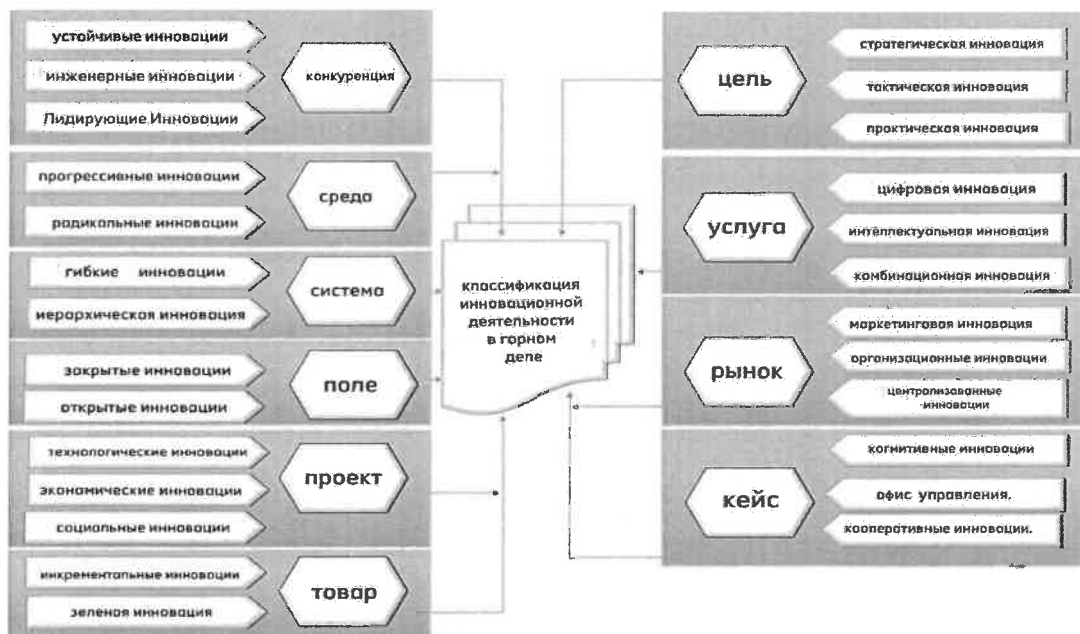 устойчивые инновации
инженерные инновации
Лидирующие Инновации
конкуренция
прогрессивные инновации
радикальные инновации
среда
гибкие инновации
иерархическая инновация
система
закрытые инновации
открытые инновации
поле
технологические инновации
экономические инновации
социальные инновации
проект
инкрементальные инновации
зеленая инновация
товар
классификация
инновационной
деятельности
в горном
деле
цель
стратегическая инновация
тактическая инновация
практическая инновация
услуга
цифровая инновация
интеллектуальная инновация
комбинационная инновация
рынок
маркетинговая инновация
организационные инновации
централизованные
инновации
кейс
когнитивные инновации
офис управления.
кооперативные инновации.